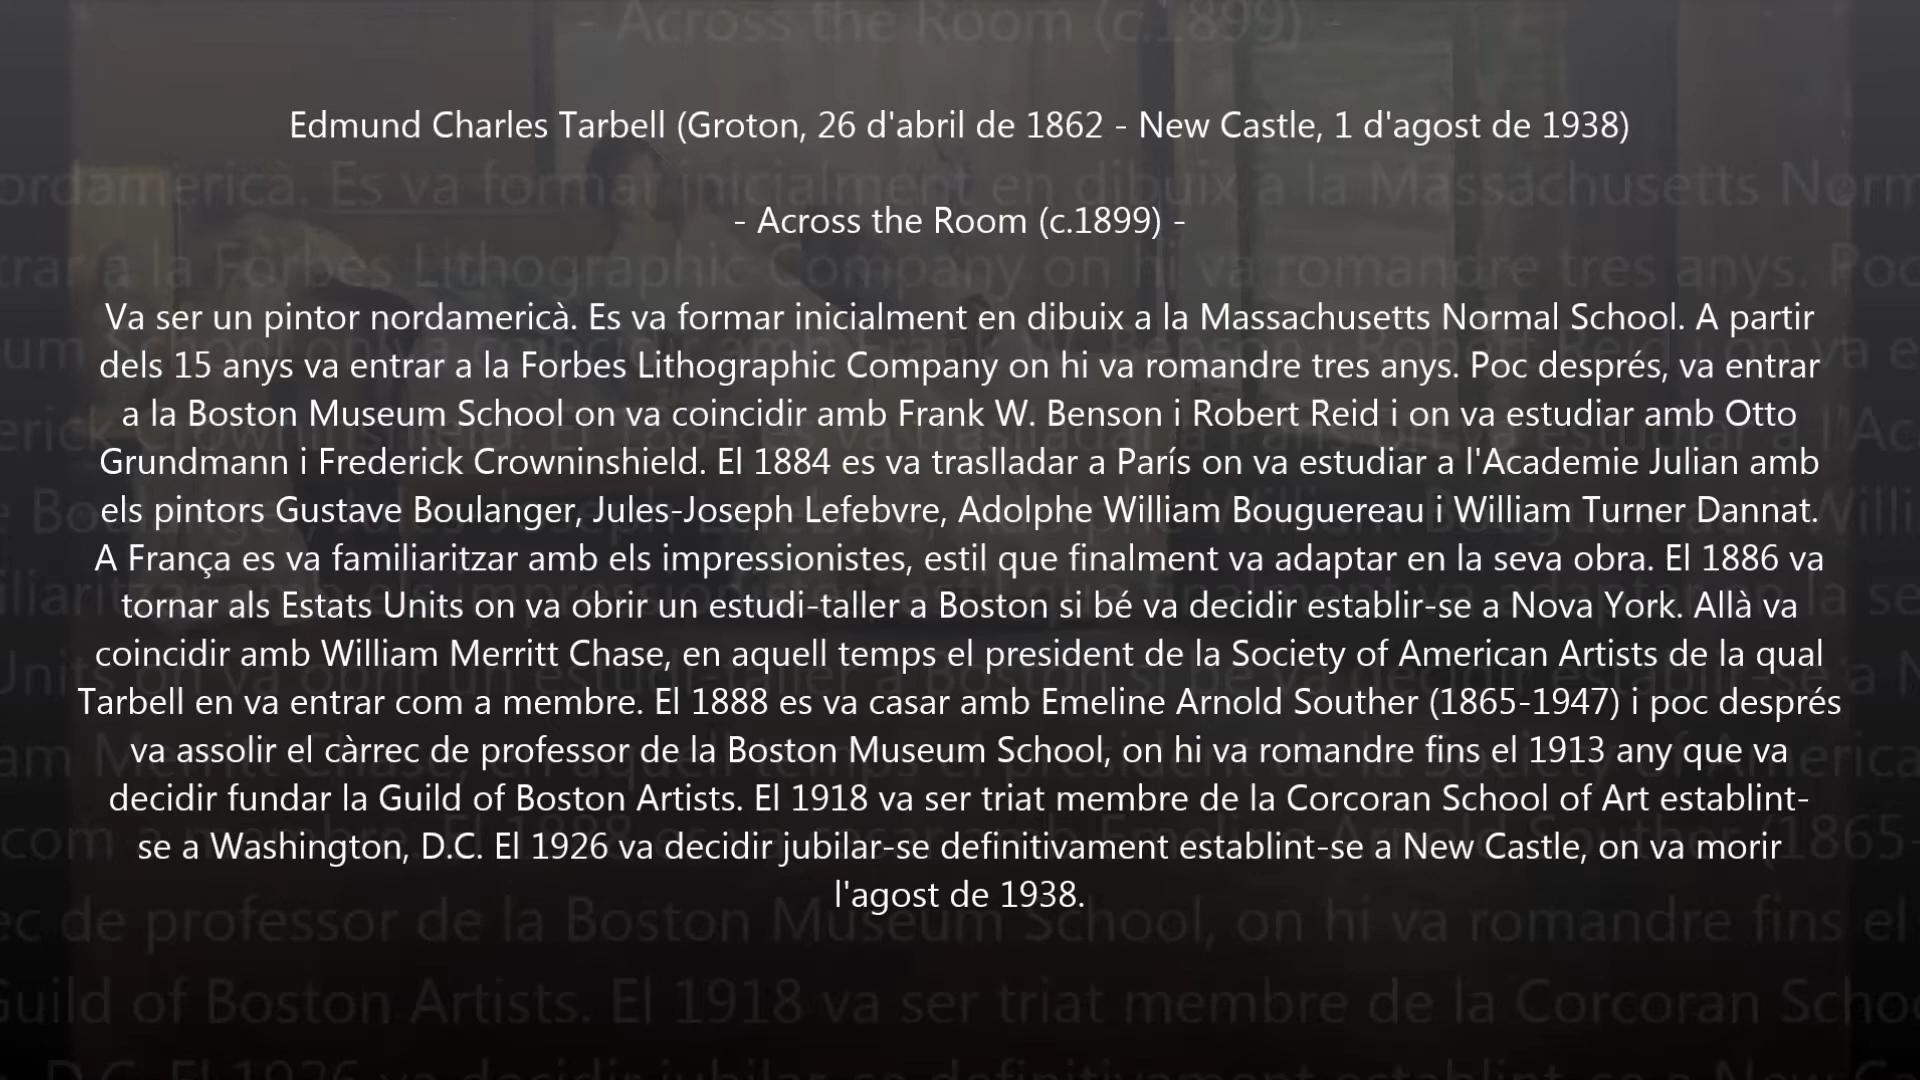 Edmund Charles Tarbell (Groton, 26 d'abril de 1862 - New Castle, 1 d'agost de 1938)
- Across the Room (c.1899) -
Va ser un pintor nordamericà. Es va formar inicialment en dibuix a la Massachusetts Normal School. A partir
dels 15 anys va entrar a la Forbes Lithographic Company on hi va romandre tres anys. Poc després, va entrar
a la Boston Museum School on va coincidir amb Frank W. Benson i Robert Reid i on va estudiar amb Otto
Grundmann i Frederick Crowninshield. El 1884 es va traslladar a París on va estudiar a l'Academie Julian amb
els pintors Gustave Boulanger, Jules-Joseph Lefebvre, Adolphe William Bouguereau i William Turner Dannat.
A França es va familiaritzar amb els impressionistes, estil que finalment va adaptar en la seva obra. El 1886 va
tornar als Estats Units on va obrir un estudi-taller a Boston si bé va decidir establir-se a Nova York. Allà va
coincidir amb William Merritt Chase, en aquell temps el president de la Society of American Artists de la qual
Tarbell en va entrar com a membre. El 1888 es va casar amb Emeline Arnold Souther (1865-1947) i poc després
va assolir el càrrec de professor de la Boston Museum School, on hi va romandre fins el 1913 any que va
decidir fundar la Guild of Boston Artists. El 1918 va ser triat membre de la Corcoran School of Art establint-
se a Washington, D.C. El 1926 va decidir jubilar-se definitivament establint-se a New Castle, on va morir
l'agost de 1938.